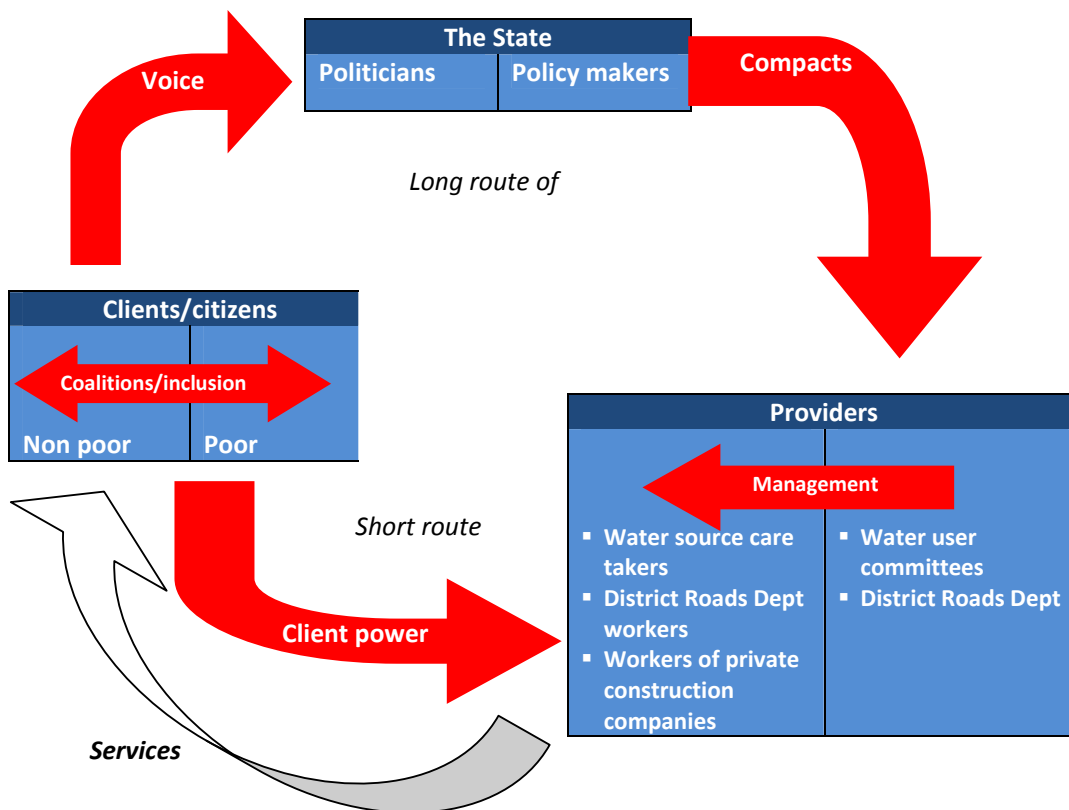 The State
Politicians
Policy makers
Voice
Compacts
Long route of
Clients/citizens
Coalitions/inclusion
Non poor
Poor
Providers
Management
▪ Water source care
takers
▪ District Roads Dept
workers
▪ Workers of private
construction
companies
▪ Water user
committees
▪ District Roads Dept
Short route
Client power
Services